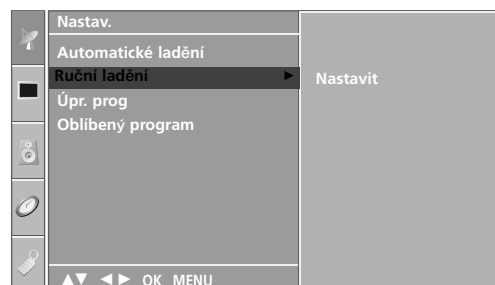 Nastav.
Automatické ladění
Ruční ladění ► Nastavit
Úpr. prog
Oblíbený program
▲▼ ◄► OK MENU